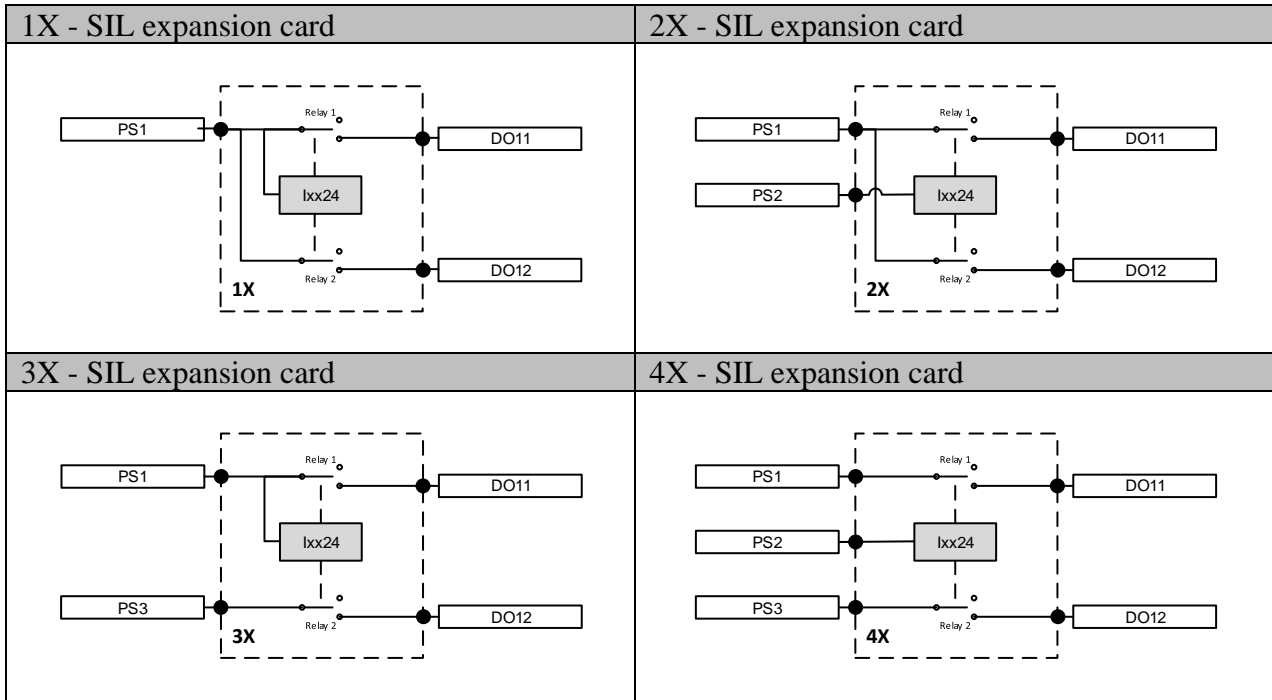 1X - SIL expansion card
2X - SIL expansion card
Relay 1
PS1
DO11
Ixx24
DO12
Relay 2
1X
Relay 1
PS1
DO11
PS2
Ixx24
DO12
Relay 2
2X
3X - SIL expansion card
4X - SIL expansion card
Relay 1
PS1
DO11
Ixx24
PS3
DO12
Relay 2
3X
Relay 1
PS1
DO11
PS2
Ixx24
PS3
DO12
Relay 2
4X